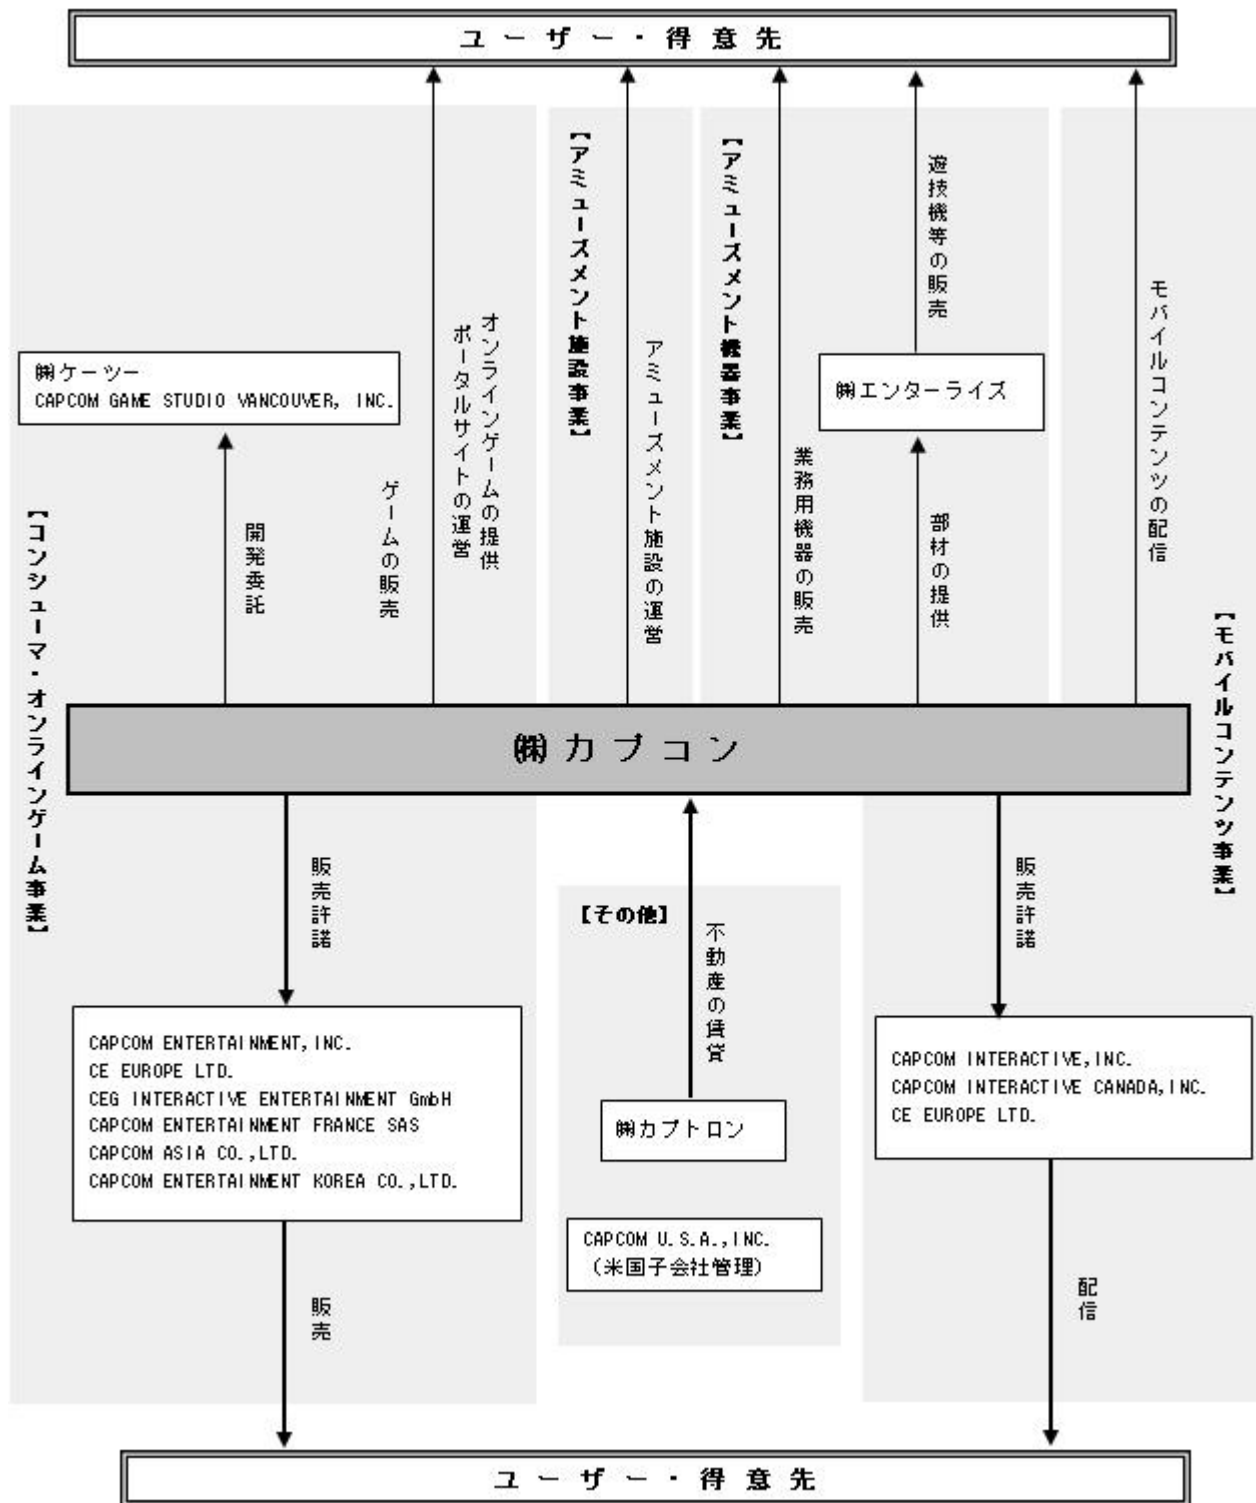 ユーザー・得意先
【コンシューマ・オンラインゲーム事業】
㈱ケーツー
CAPCOM GAME STUDIO VANCOUVER, INC.
開発委託
ゲームの販売
オンラインゲームの提供
ポータルサイトの運営
【アミューズメント施設事業】
アミューズメント施設の運営
【アミューズメント機器事業】
業務用機器の販売
遊技機等の販売
㈱エンターライズ
部材の提供
モバイルコンテンツの配信
【モバイルコンテンツ事業】
㈱カプコン
販売許諾
CAPCOM ENTERTAINMENT,INC.
CE EUROPE LTD.
CEG INTERACTIVE ENTERTAINMENT GmbH
CAPCOM ENTERTAINMENT FRANCE SAS
CAPCOM ASIA CO.,LTD.
CAPCOM ENTERTAINMENT KOREA CO.,LTD.
販売
【その他】
不動産の賃貸
㈱カプトロン
CAPCOM U.S.A.,INC.
（米国子会社管理）
販売許諾
CAPCOM INTERACTIVE,INC.
CAPCOM INTERACTIVE CANADA,INC.
CE EUROPE LTD.
配信
ユーザー・得意先